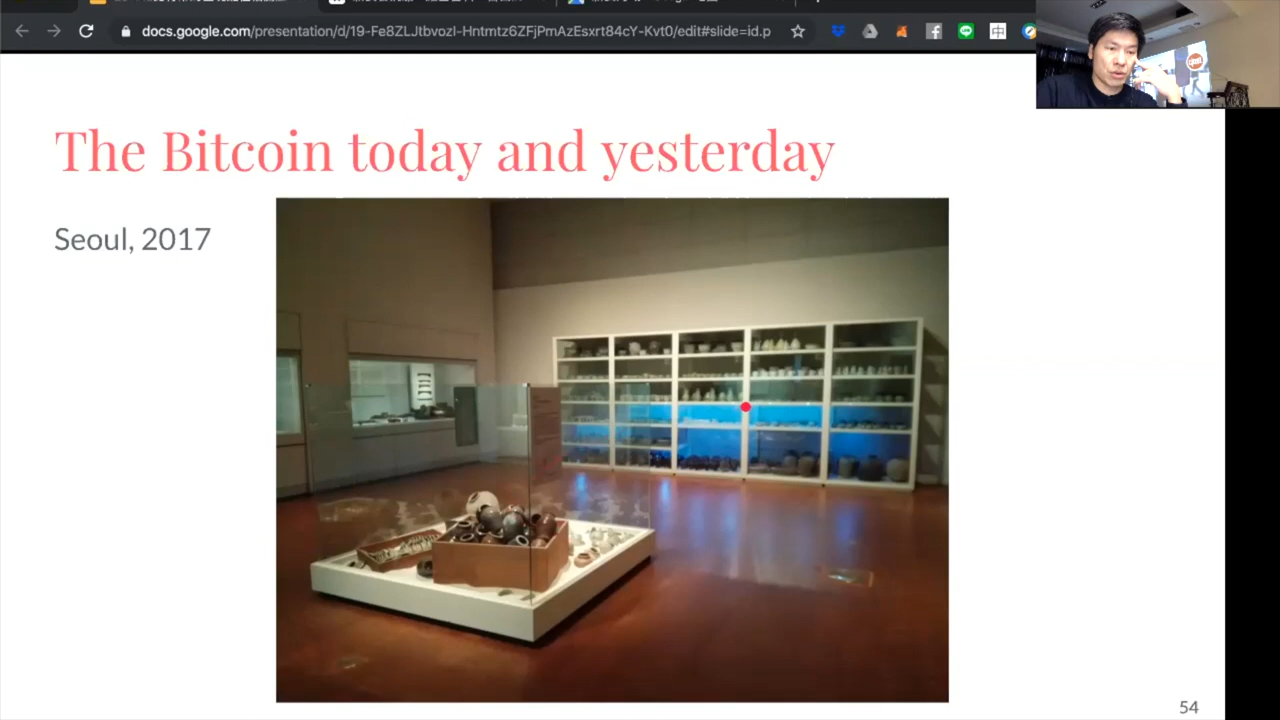 docs.google.com/presentation/d/19-Fe8ZLJtbvozI-Hntmtz6ZFjPmAzEsxrt84cY-Kvt0/edit#slide=id.p
The Bitcoin today and yesterday
Seoul, 2017
54